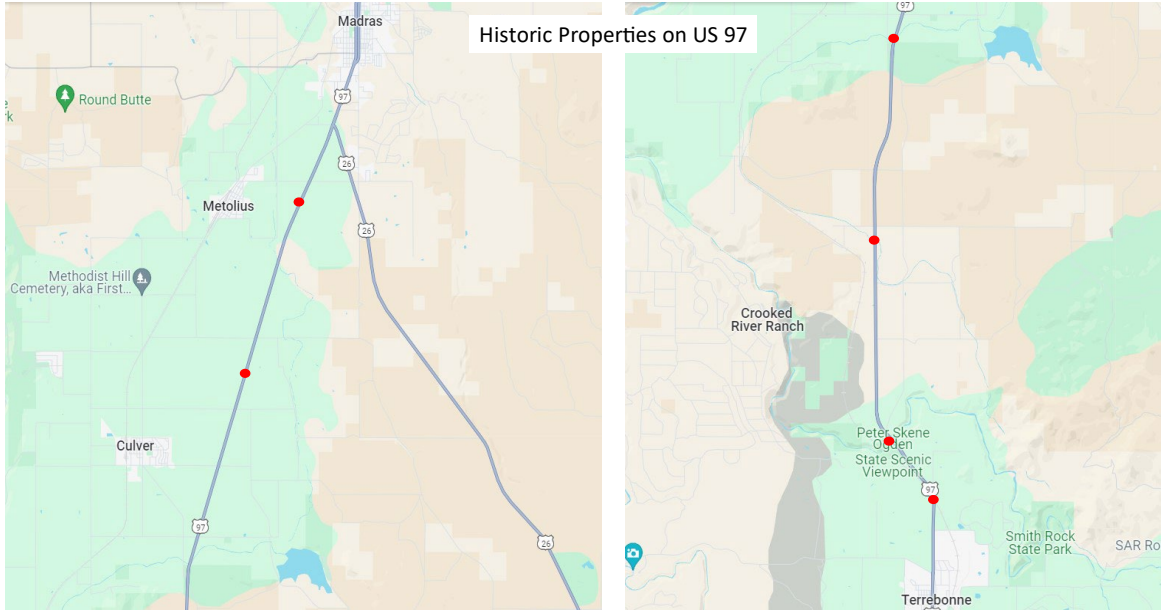 Historic Properties on US 97
Madras
97
Round Butte
rk
26
Metolius
26
Methodist Hill
Cemetery, aka First...
Culver
97
26
97
Crooked
River Ranch
Peter Skene
Ogden
State Scenic
Viewpoint
97
Smith Rock
State Park
SAR Ro
Terrebonne